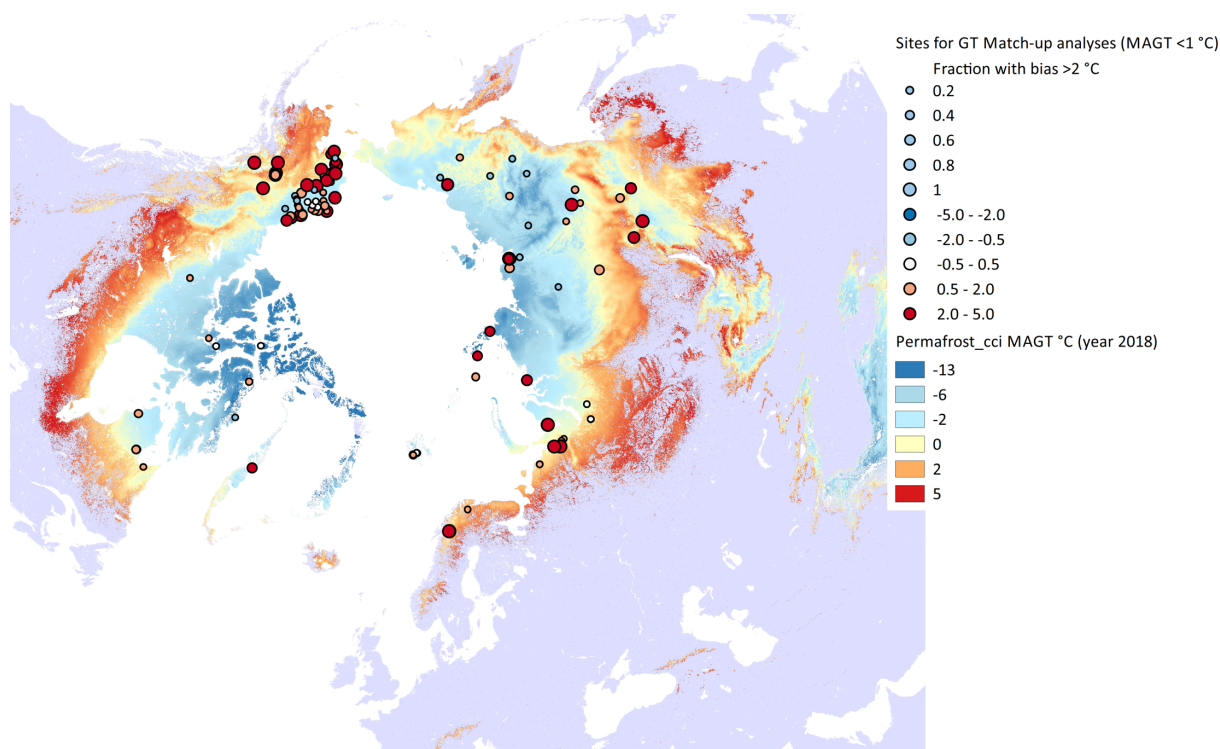 Sites for GT Match-up analyses (MAGT <1 °C)
Fraction with bias >2 °C
0.2
0.4
0.6
0.8
1
-5.0 - -2.0
-2.0 - -0.5
-0.5 - 0.5
0.5 - 2.0
2.0 - 5.0
Permafrost_cci MAGT °C (year 2018)
-13
-6
-2
0
2
5